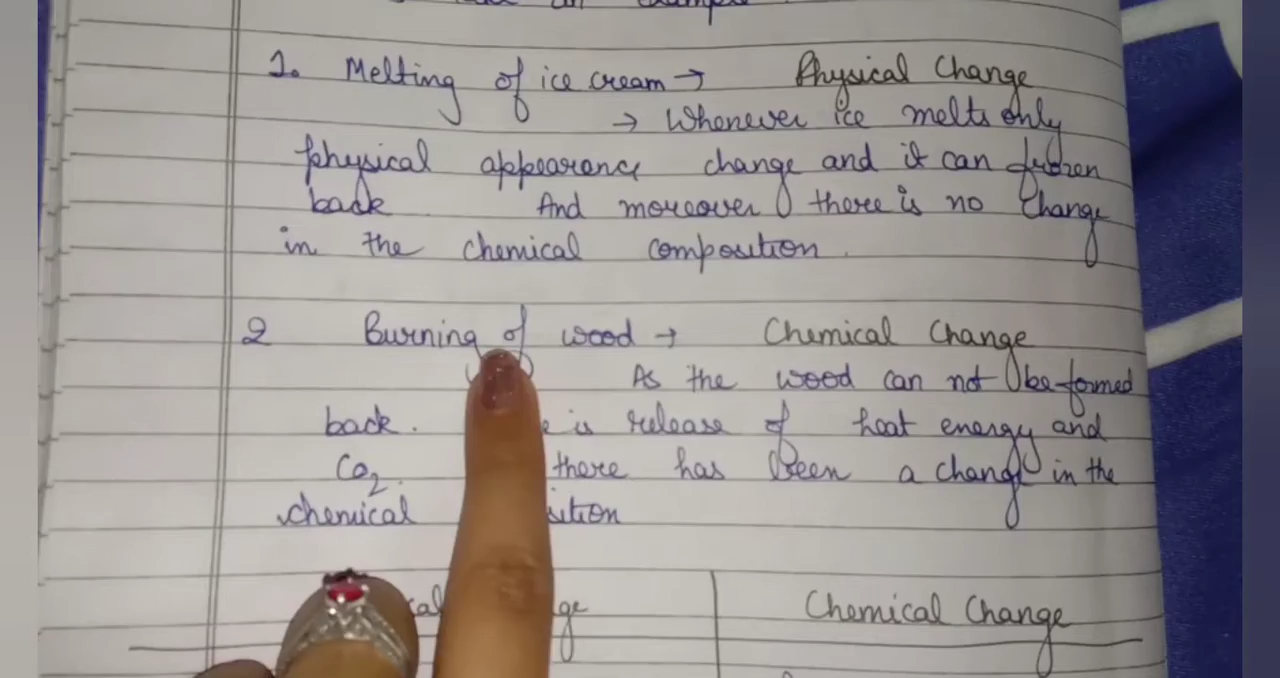 an example
1. Melting of ice cream → Physical Change
→ Whenever ice melts only
physical appearance change and it can frozen
back And moreover there is no change
in the chemical composition.
2 Burning of wood → Chemical Change
As the wood can not be formed
back. is release of heat energy and
CO2. there has been a change in the
chemical
Chemical Change